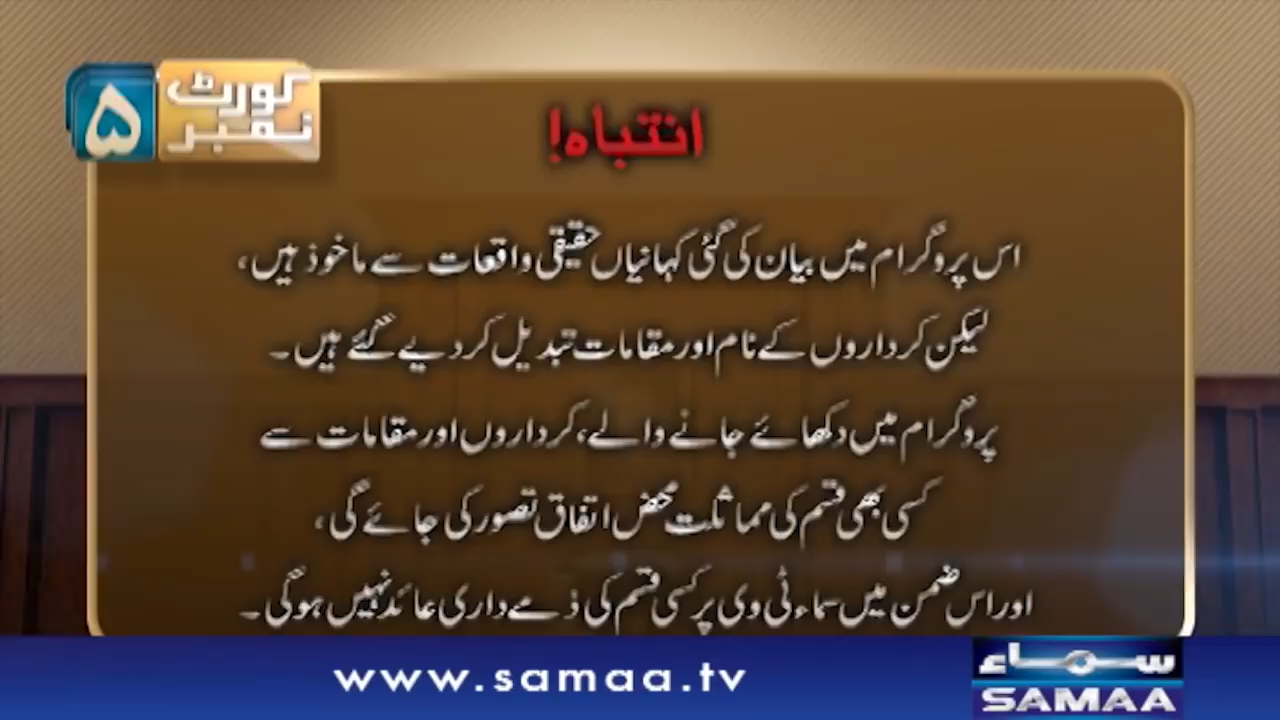 کورٹ
نمبر
۵
انتباہ!
اس پروگرام میں بیان کی گئی کہانیاں حقیقی واقعات سے ماخوذ ہیں،
لیکن کرداروں کے نام اور مقامات تبدیل کر دیے گئے ہیں۔
پروگرام میں دکھائے جانے والے، کرداروں اور مقامات سے
کسی بھی قسم کی مماثلت محض اتفاق تصور کی جائے گی،
اور اس ضمن میں سماء ٹی وی پر کسی قسم کی ذمے داری عائد نہیں ہوگی۔
www.samaa.tv
سماء
SAMAA